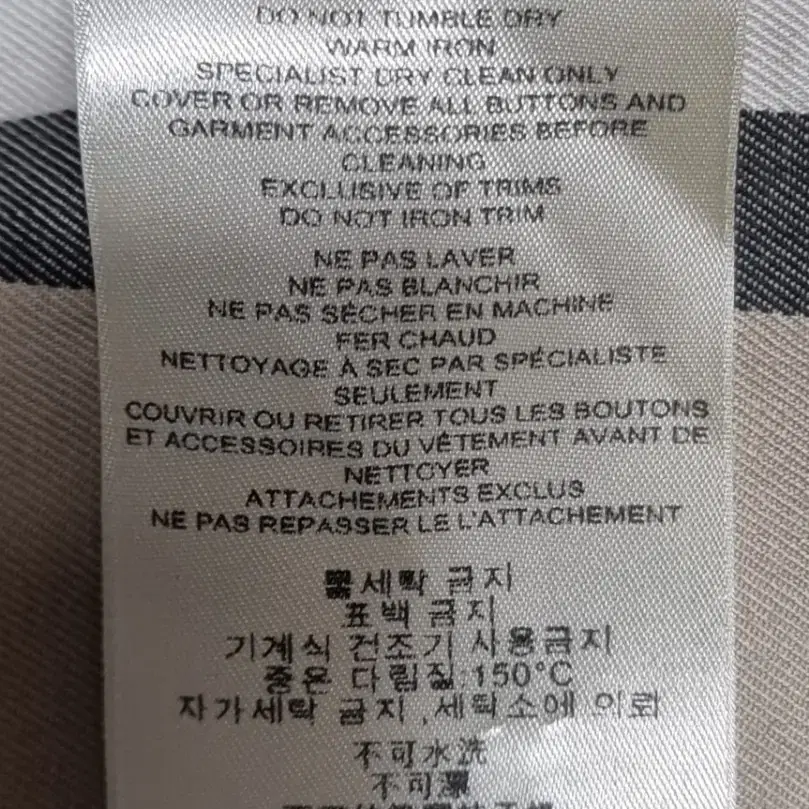 DO NOT TUMBLE DRY
WARM IRON
SPECIALIST DRY CLEAN ONLY
COVER OR REMOVE ALL BUTTONS AND
GARMENT ACCESSORIES BEFORE
CLEANING
EXCLUSIVE OF TRIMS
DO NOT IRON TRIM
NE PAS LAVER
NE PAS BLANCHIR
NE PAS SÉCHER EN MACHINE
FER CHAUD
NETTOYAGE À SEC PAR SPÉCIALISTE
SEULEMENT
COUVRIR OU RETIRER TOUS LES BOUTONS
ET ACCESSOIRES DU VÊTEMENT AVANT DE
NETTOYER
ATTACHEMENTS EXCLUS
NE PAS REPASSER LE L'ATTACHEMENT
물세탁 금지
표백 금지
기계식 건조기 사용금지
중온 다림질:150°C
자가세탁 금지,세탁소에 의뢰
不可水洗
不可漂